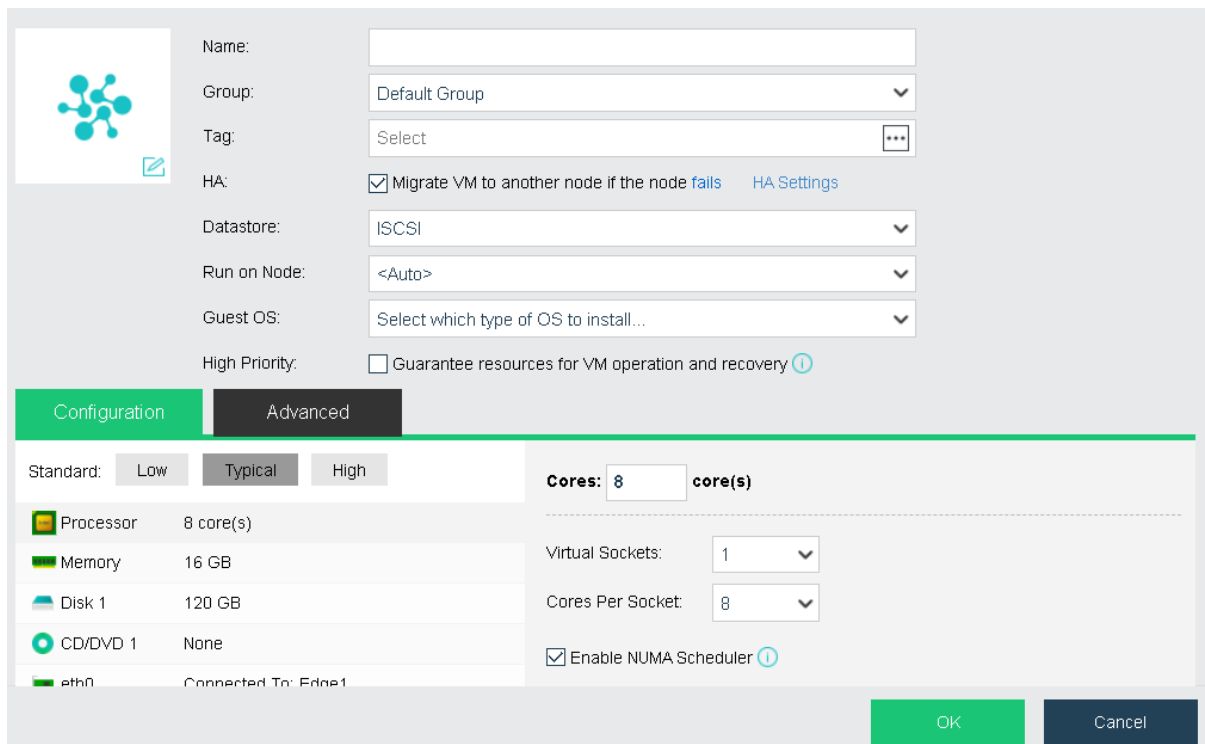 Name:
Group: Default Group
Tag: Select
HA: Migrate VM to another node if the node fails HA Settings
Datastore: ISCSI
Run on Node: <Auto>
Guest OS: Select which type of OS to install...
High Priority: Guarantee resources for VM operation and recovery
Configuration Advanced
Standard: Low Typical High
Cores: 8 core(s)
Processor 8 core(s)
Memory 16 GB
Disk 1 120 GB
CD/DVD 1 None
eth0 Connected To: Edge1
Virtual Sockets: 1
Cores Per Socket: 8
Enable NUMA Scheduler
OK Cancel